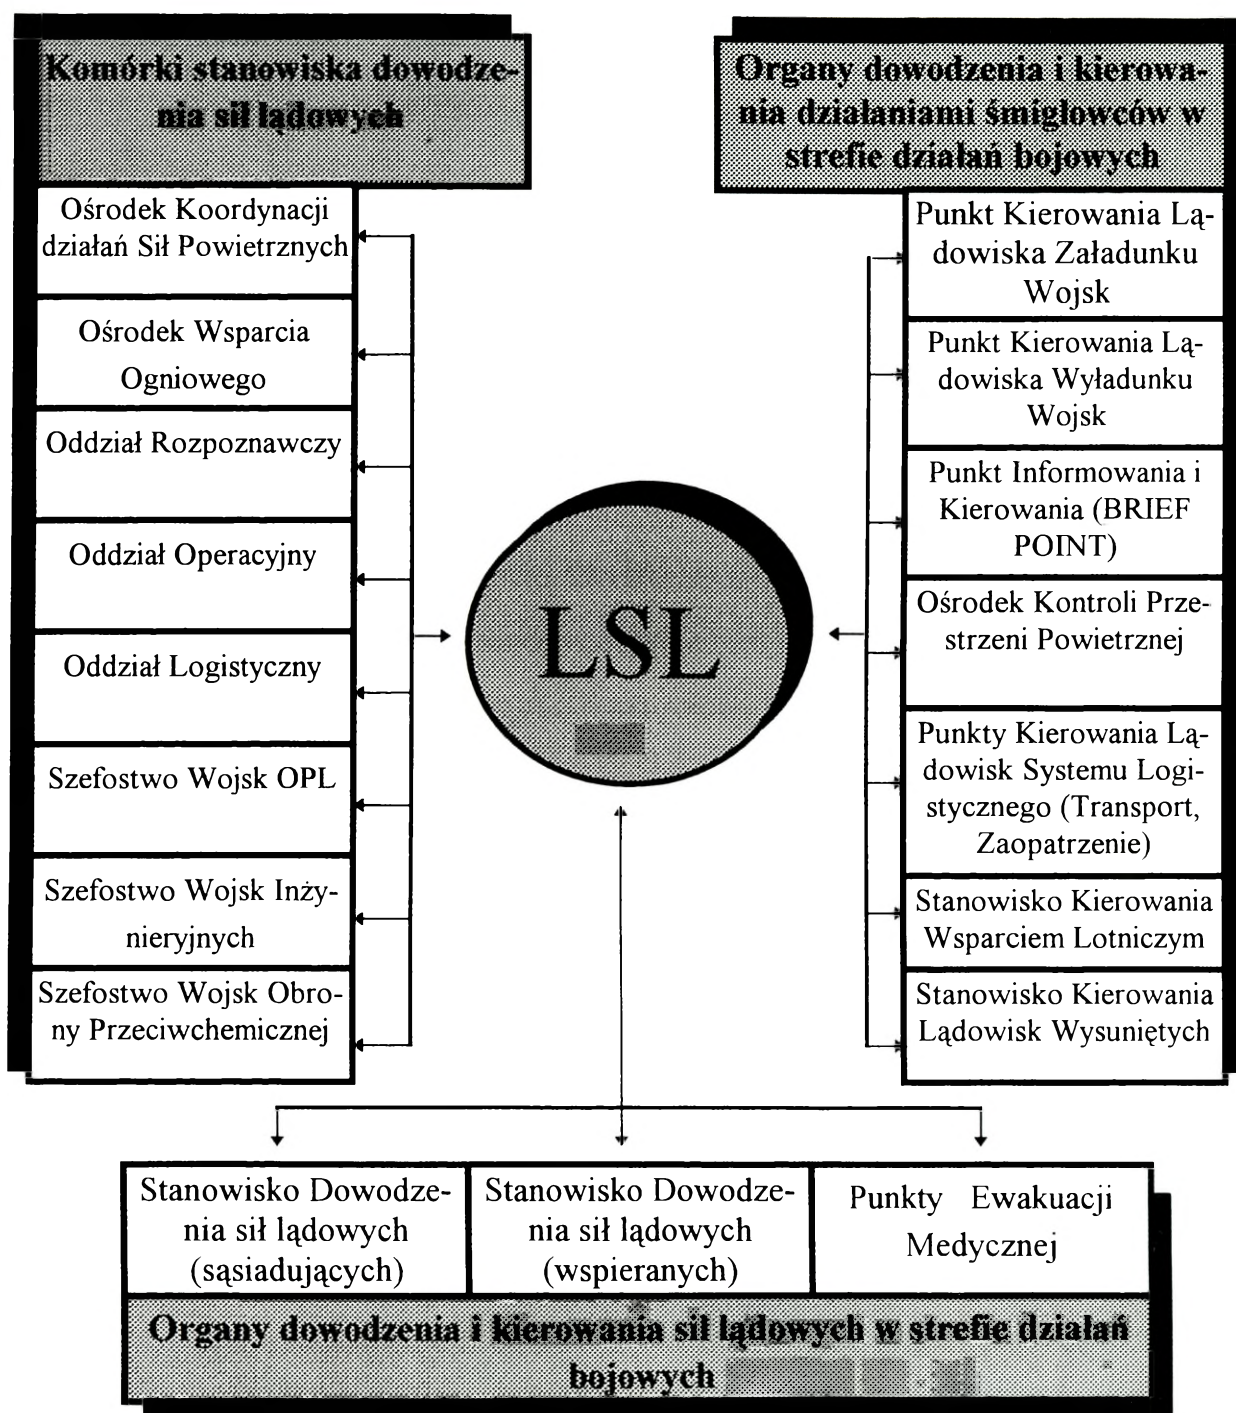 Komórki stanowiska dowodze-
nia sił lądowych
Ośrodek Koordynacji
działań Sił Powietrznych
Ośrodek Wsparcia
Ogniowego
Oddział Rozpoznawczy
Oddział Operacyjny
Oddział Logistyczny
Szefostwo Wojsk OPL
Szefostwo Wojsk Inży-
nieryjnych
Szefostwo Wojsk Obro-
ny Przeciwchemicznej
LSL
Organy dowodzenia i kierowa-
nia działaniami śmigłowców w
strefie działań bojowych
Punkt Kierowania Lą-
dowiska Załadunku
Wojsk
Punkt Kierowania Lą-
dowiska Wyładunku
Wojsk
Punkt Informowania i
Kierowania (BRIEF
POINT)
Ośrodek Kontroli Prze-
strzeni Powietrznej
Punkty Kierowania Lą-
dowisk Systemu Logi-
stycznego (Transport,
Zaopatrzenie)
Stanowisko Kierowania
Wsparciem Lotniczym
Stanowisko Kierowania
Lądowisk Wysuniętych
Stanowisko Dowodze-
nia sił lądowych
(sąsiadujących)
Stanowisko Dowodze-
nia sił lądowych
(wspieranych)
Punkty Ewakuacji
Medycznej
Organy dowodzenia i kierowania sił lądowych w strefie działań
bojowych